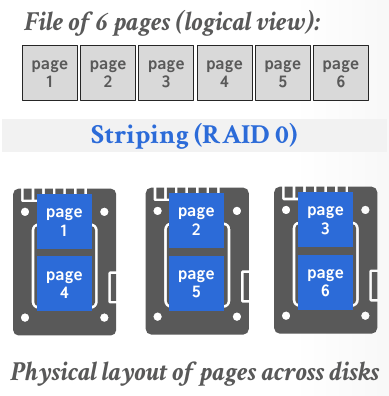 File of 6 pages (logical view):
page 1 page 2 page 3 page 4 page 5 page 6
Striping (RAID 0)
page 1 page 2 page 3
page 4 page 5 page 6
Physical layout of pages across disks